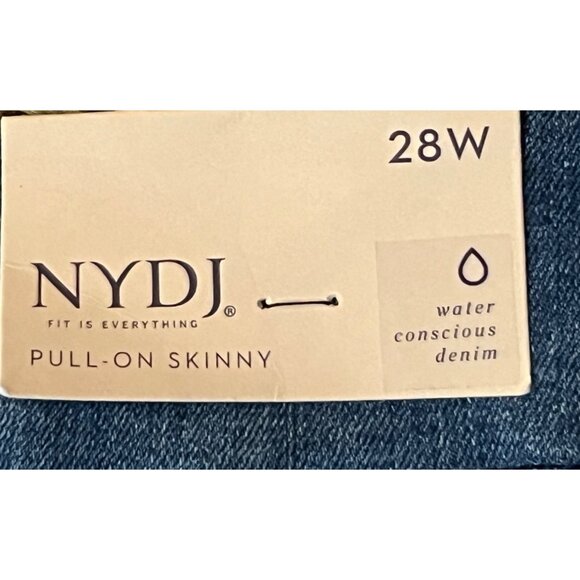 28W
NYDJ®
FIT IS EVERYTHING
PULL-ON SKINNY
water
conscious
denim